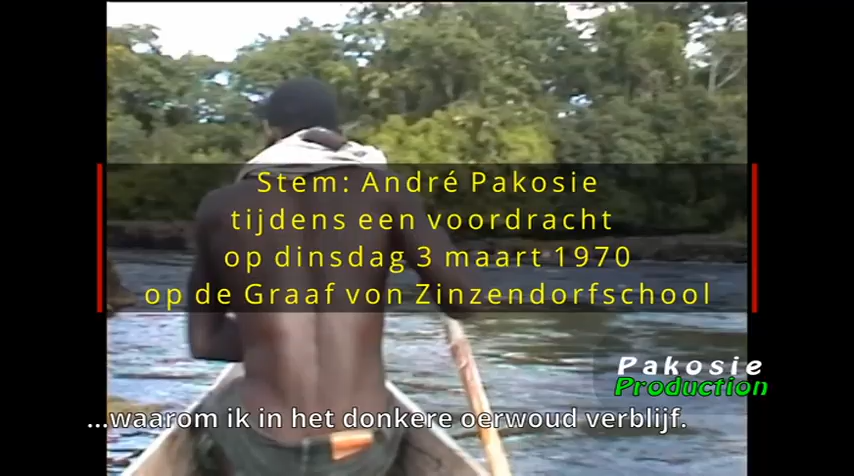 Stem: André Pakosie
tijdens een voordracht
op dinsdag 3 maart 1970
op de Graaf von Zinzendorfschool
Pakosie
Production
...waarom ik in het donkere oerwoud verblijf.